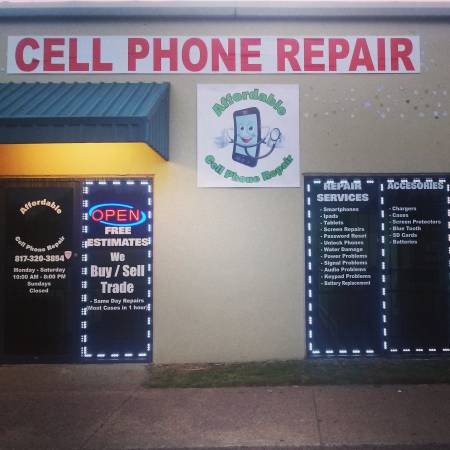 CELL PHONE REPAIR
Affordable
Cell Phone Repair
Affordable
Cell Phone Repair
817-320-3894
Monday - Saturday
10:00 AM - 8:00 PM
Sundays
Closed
OPEN
FREE
ESTIMATES
We
Buy / Sell
Trade
- Same Day Repairs
(Most Cases in 1 hour)
REPAIR
SERVICES
- Smartphones
- Ipads
- Tablets
- Screen Repairs
- Password Reset
- Unlock Phones
- Water Damage
- Power Problems
- Signal Problems
- Audio Problems
- Keypad Problems
- Battery Replacement
ACCESORIES
- Chargers
- Cases
- Screen Protectors
- Blue Tooth
- SD Cards
- Batteries